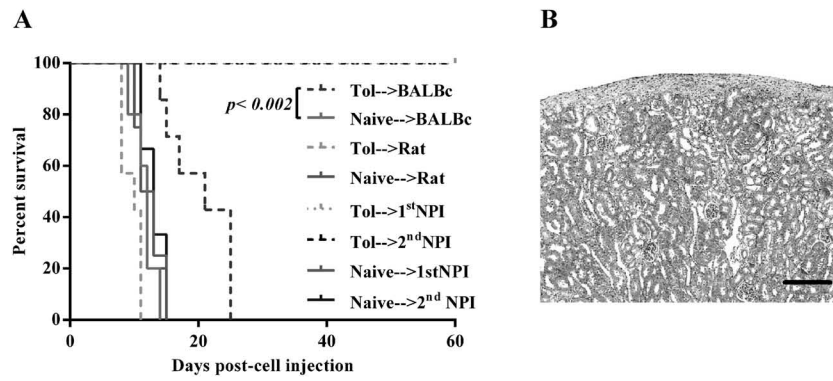 A
B
Percent survival
100
80
60
40
20
0
p< 0.002
Tol-->BALBc
Naive-->BALBc
Tol-->Rat
Naive-->Rat
Tol-->1stNPI
Tol-->2ndNPI
Naive-->1stNPI
Naive-->2nd NPI
0 20 40 60
Days post-cell injection